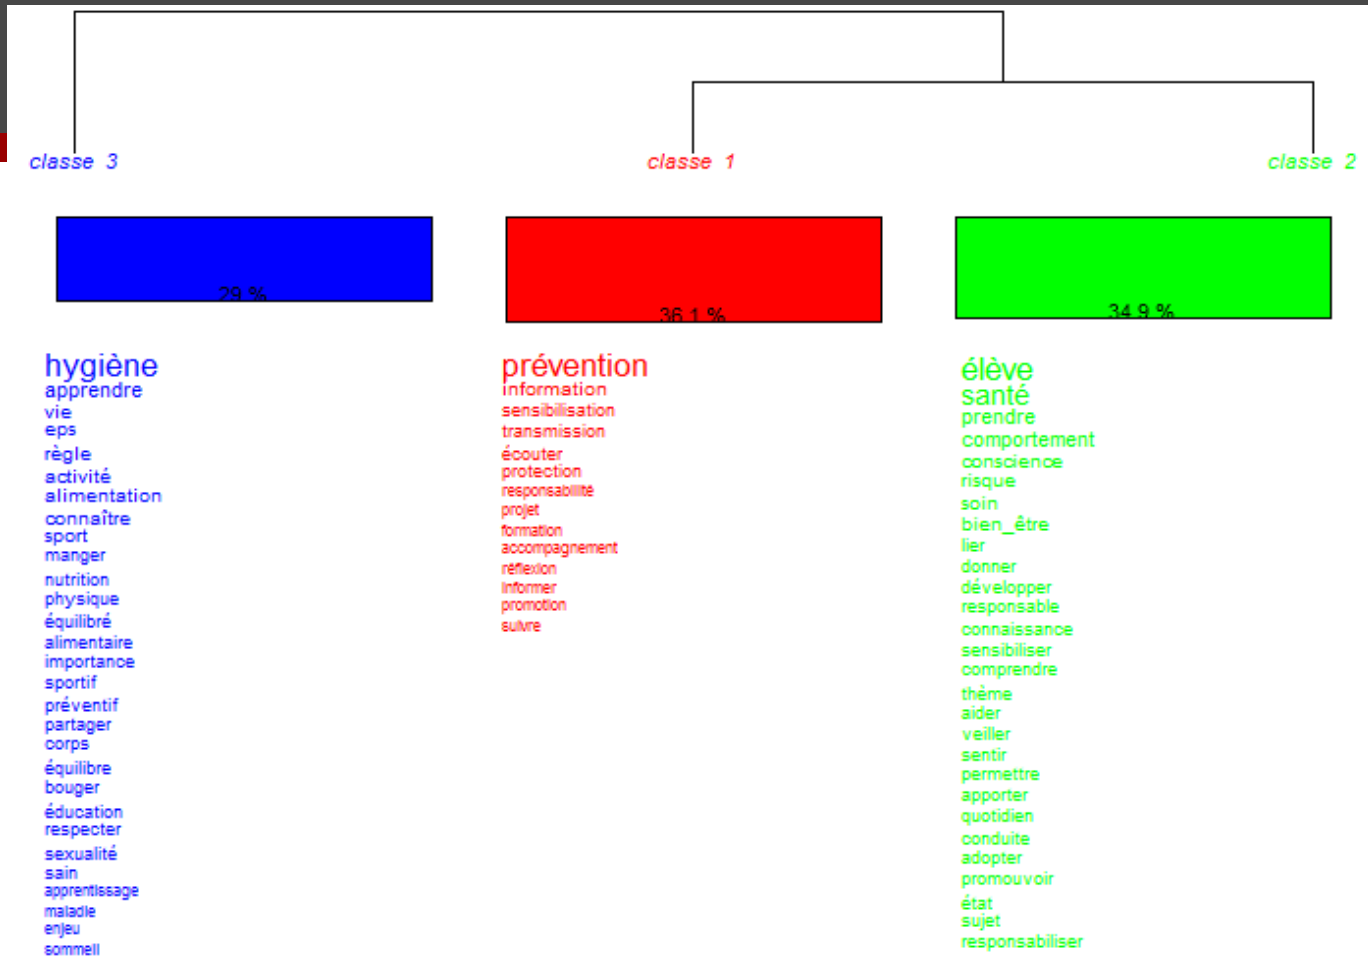 classe 3
classe 1
classe 2
29 %
36.1 %
34.9 %
hygiène
apprendre
vie
eps
règle
activité
alimentation
connaître
sport
manger
nutrition
physique
équilibré
alimentaire
importance
sportif
préventif
partager
corps
équilibre
bouger
éducation
respecter
sexualité
sain
apprentissage
maladie
enjeu
sommeil
prévention
information
sensibilisation
transmission
écouter
protection
responsabilité
projet
formation
accompagnement
réflexion
informer
promotion
suivre
élève
santé
prendre
comportement
conscience
risque
soin
bien_être
lier
donner
développer
responsable
connaissance
sensibiliser
comprendre
thème
aider
veiller
sentir
permettre
apporter
quotidien
conduite
adopter
promouvoir
état
sujet
responsabiliser